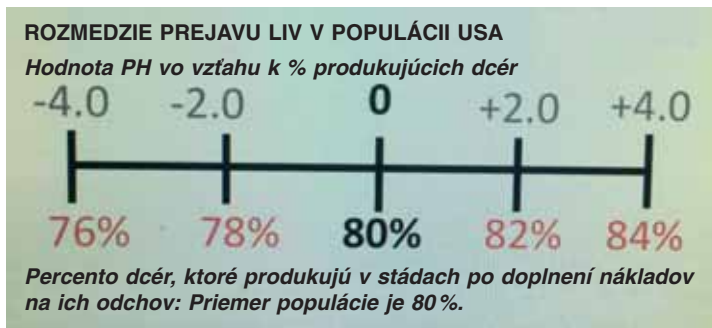 ROZMEDZIE PREJAVU LIV V POPULÁCII USA
Hodnota PH vo vzťahu k % produkujúcich dcér
-4.0 -2.0 0 +2.0 +4.0
76% 78% 80% 82% 84%
Percento dcér, ktoré produkujú v stádach po doplnení nákladov
na ich odchov: Priemer populácie je 80%.